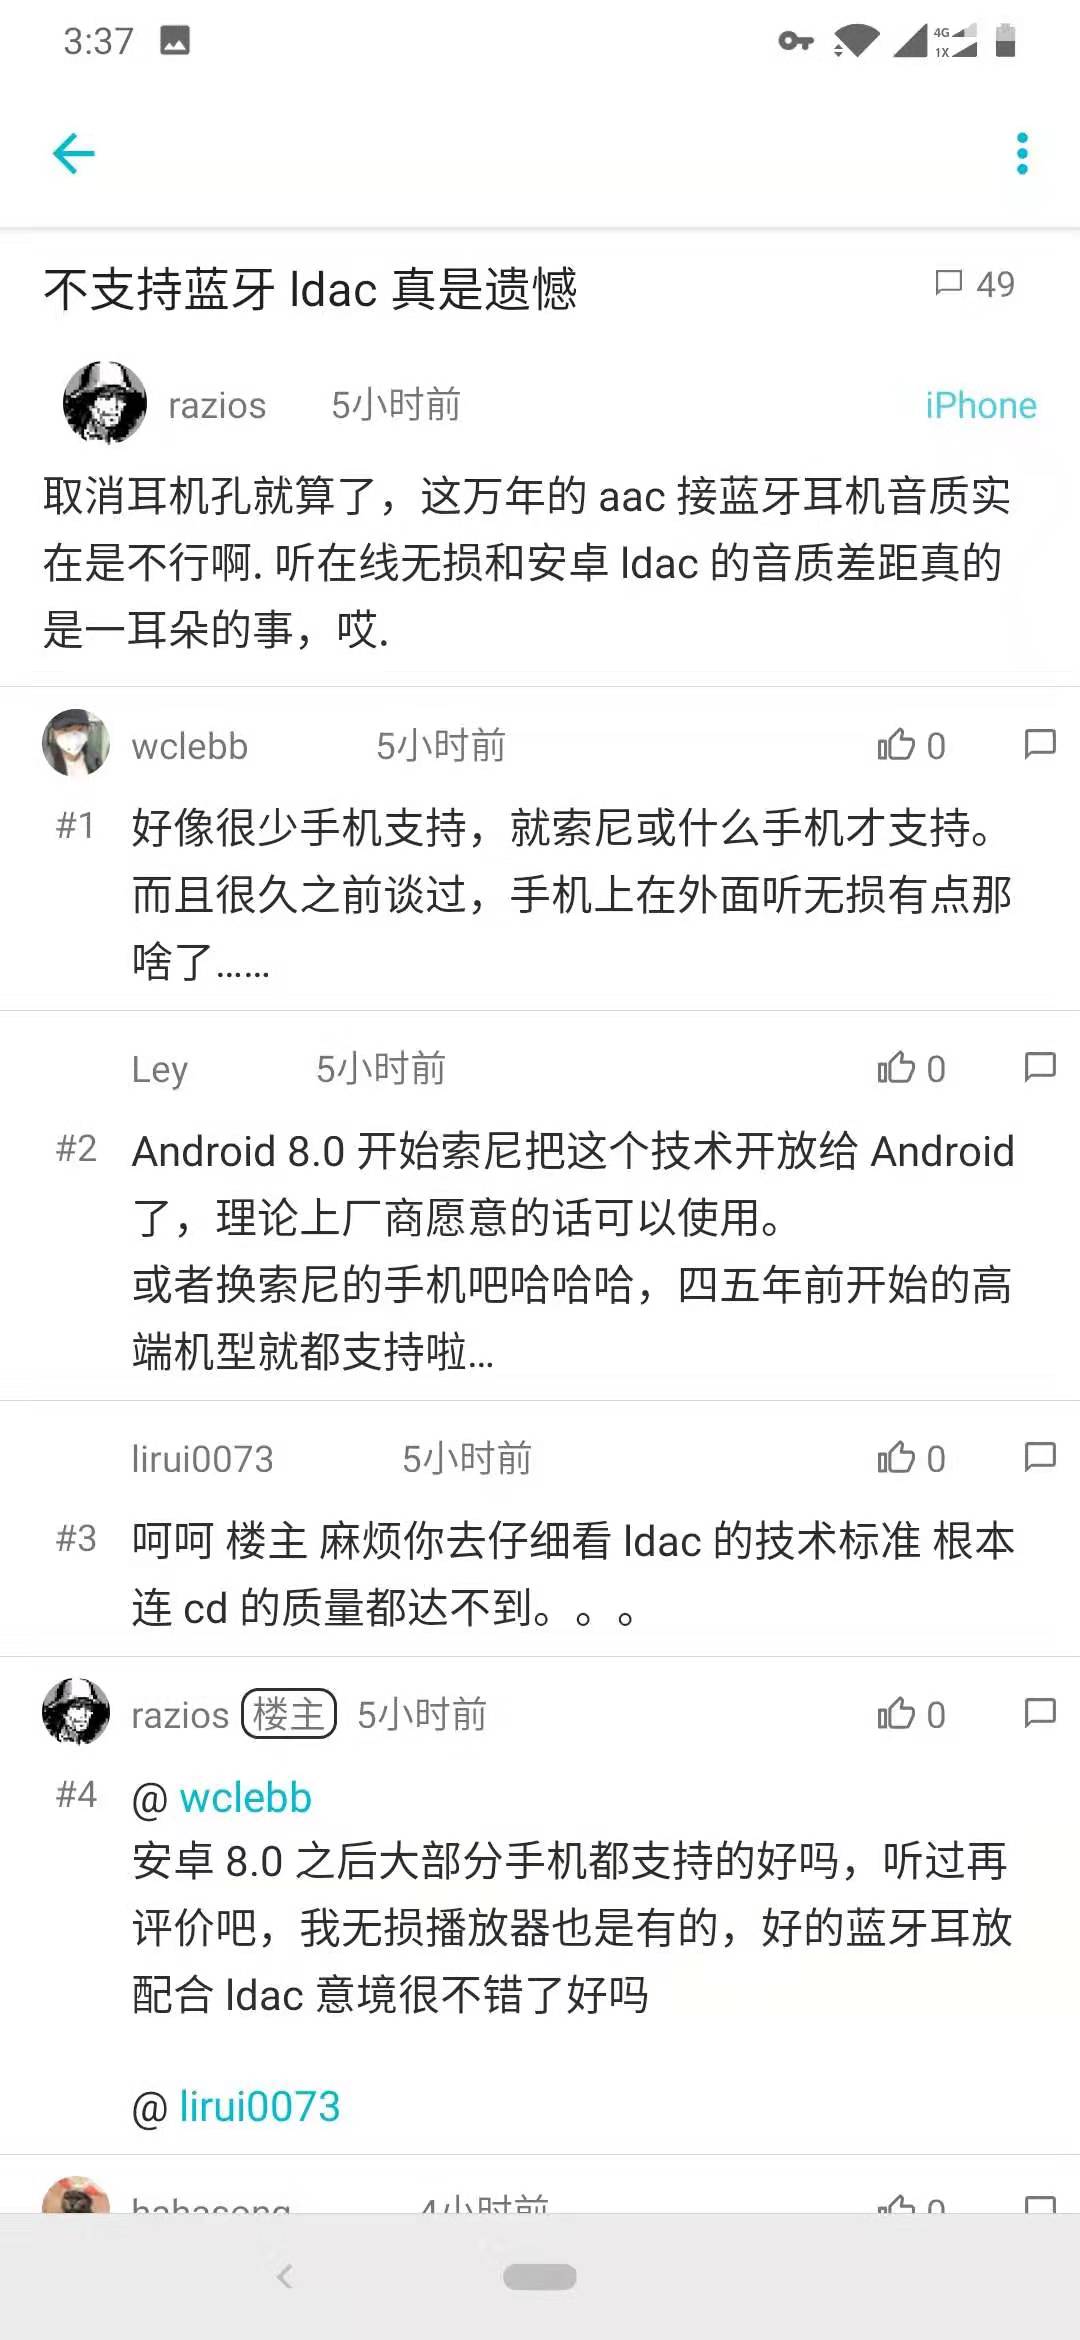 3:37
4G
1X
不支持蓝牙 ldac 真是遗憾
49
razios 5小时前 iPhone
取消耳机孔就算了，这万年的 aac 接蓝牙耳机音质实
在是不行啊. 听在线无损和安卓 ldac 的音质差距真的
是一耳朵的事，哎.
wclebb 5小时前 0
#1 好像很少手机支持，就索尼或什么手机才支持。
而且很久之前谈过，手机上在外面听无损有点那
啥了……
Ley 5小时前 0
#2 Android 8.0 开始索尼把这个技术开放给 Android
了，理论上厂商愿意的话可以使用。
或者换索尼的手机吧哈哈哈，四五年前开始的高
端机型就都支持啦…
lirui0073 5小时前 0
#3 呵呵 楼主 麻烦你去仔细看 ldac 的技术标准 根本
连 cd 的质量都达不到。。。
razios 楼主 5小时前 0
#4 @ wclebb
安卓 8.0 之后大部分手机都支持的好吗，听过再
评价吧，我无损播放器也是有的，好的蓝牙耳放
配合 ldac 意境很不错了好吗
@ lirui0073
hahasong 4小时前 0